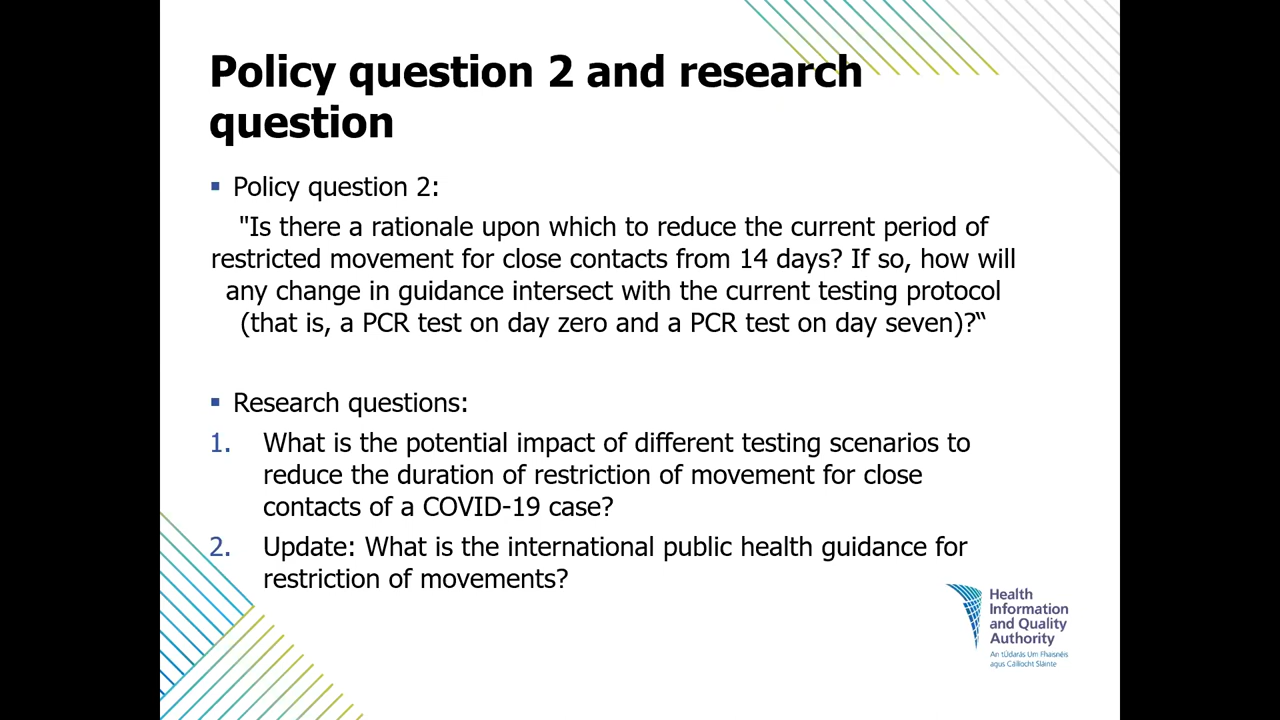 Policy question 2 and research
question
▪ Policy question 2:
"Is there a rationale upon which to reduce the current period of
restricted movement for close contacts from 14 days? If so, how will
any change in guidance intersect with the current testing protocol
(that is, a PCR test on day zero and a PCR test on day seven)?“
▪ Research questions:
1. What is the potential impact of different testing scenarios to
reduce the duration of restriction of movement for close
contacts of a COVID-19 case?
2. Update: What is the international public health guidance for
restriction of movements?
Health
Information
and Quality
Authority
An tÚdarás Um Fhaisnéis
agus Cáilíocht Sláinte